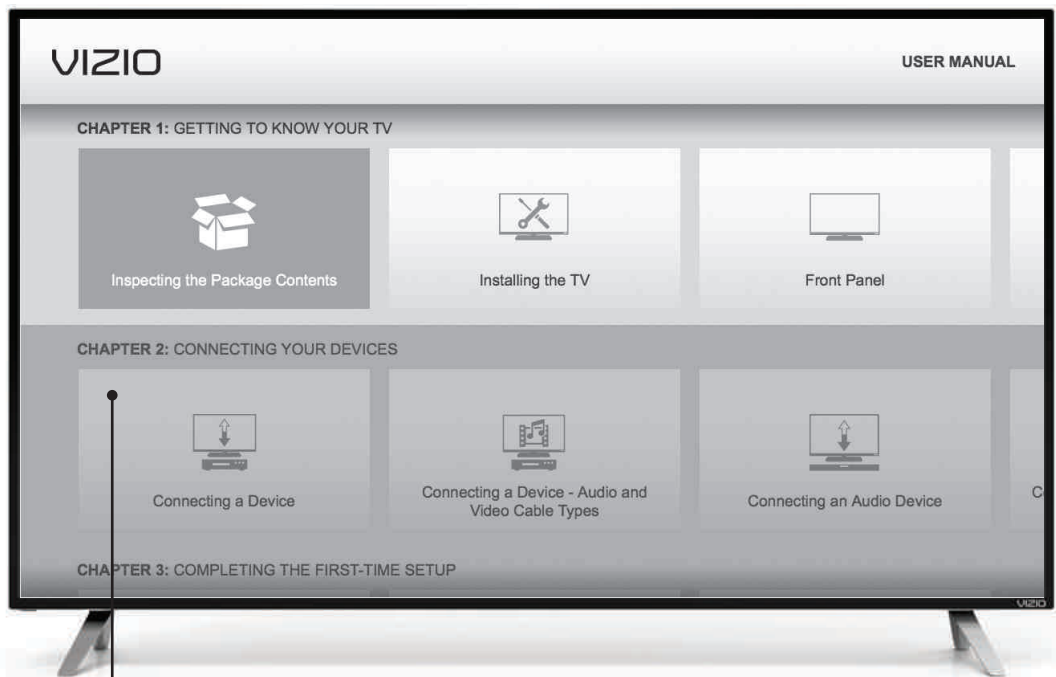 VIZIO
USER MANUAL
CHAPTER 1: GETTING TO KNOW YOUR TV
Inspecting the Package Contents
Installing the TV
Front Panel
CHAPTER 2: CONNECTING YOUR DEVICES
Connecting a Device
Connecting a Device - Audio and
Video Cable Types
Connecting an Audio Device
CHAPTER 3: COMPLETING THE FIRST-TIME SETUP
VIZIO